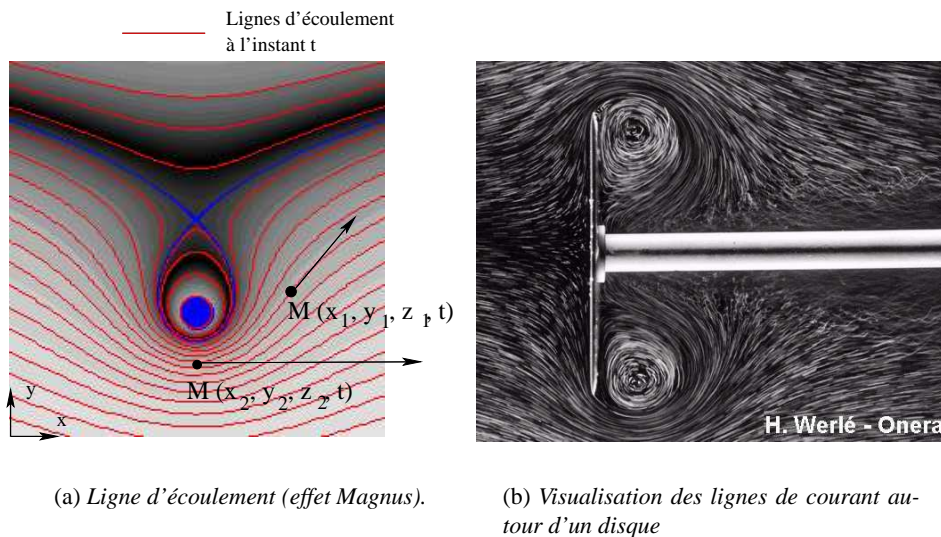 Lignes d'écoulement
à l'instant t
M (x1, y1, z1, t)
M (x2, y2, z2, t)
y
x
H. Werlé - Onera
(a) Ligne d'écoulement (effet Magnus).
(b) Visualisation des lignes de courant au-
tour d'un disque